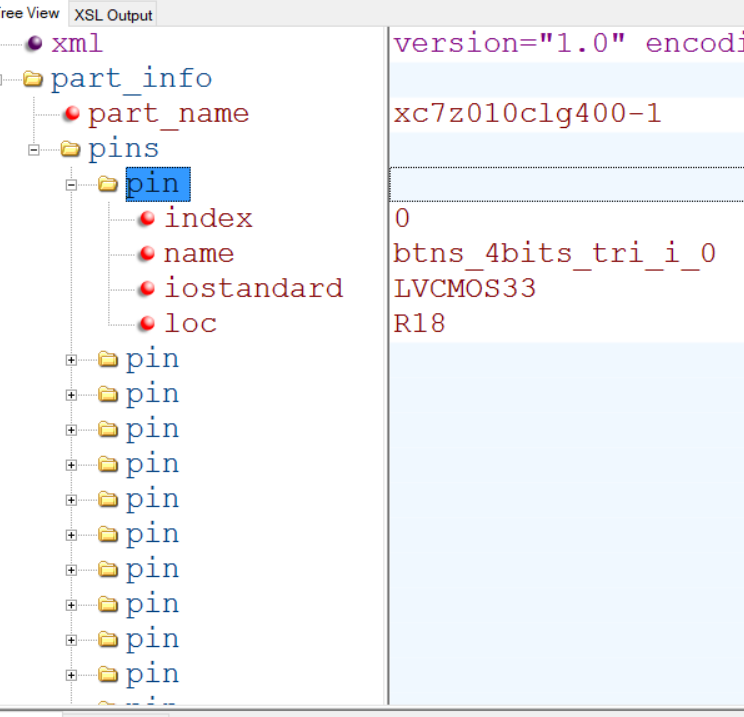 ree View XSL Output
xml version="1.0" encodi
part_info
part_name xc7z010clg400-1
pins
pin
index 0
name btns_4bits_tri_i_0
iostandard LVCMOS33
loc R18
pin
pin
pin
pin
pin
pin
pin
pin
pin
pin